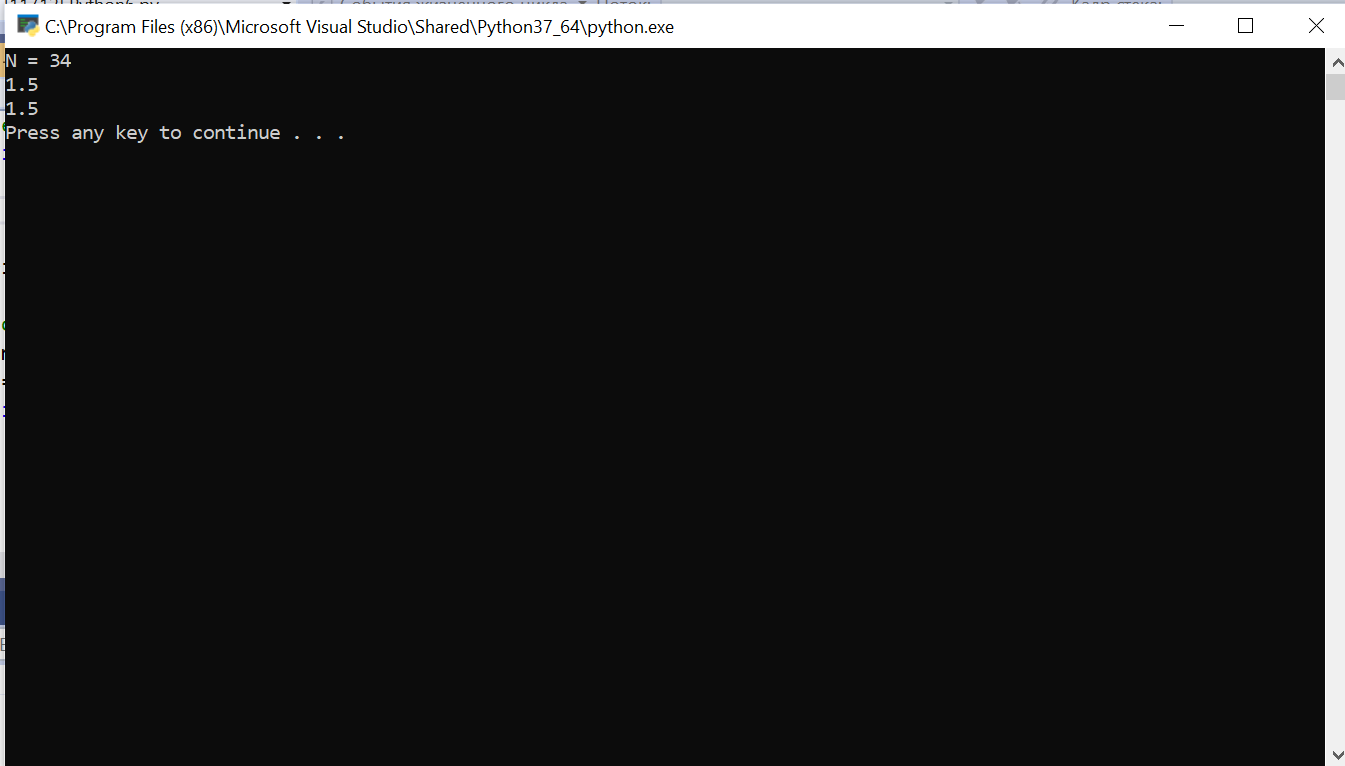 C:\Program Files (x86)\Microsoft Visual Studio\Shared\Python37_64\python.exe
N = 34
1.5
1.5
Press any key to continue . . .